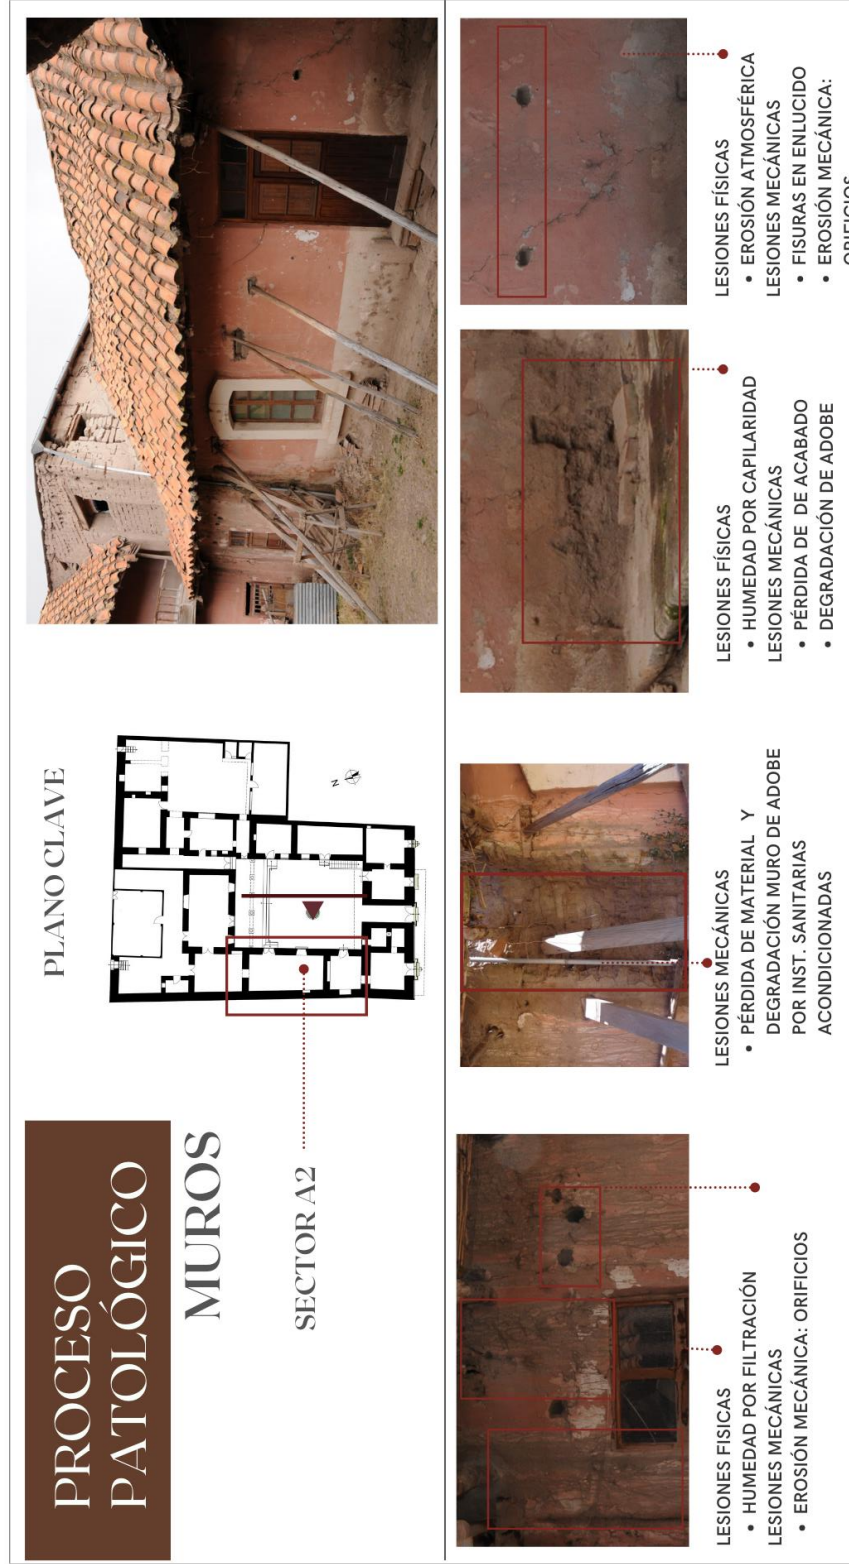 PROCESO
PATOLÓGICO
MUROS
SECTOR A2
PLANO CLAVE
N
LESIONES FISICAS
• HUMEDAD POR FILTRACIÓN
LESIONES MECÁNICAS
• EROSIÓN MECÁNICA: ORIFICIOS
LESIONES MECÁNICAS
• PÉRDIDA DE MATERIAL Y
DEGRADACIÓN MURO DE ADOBE
POR INST. SANITARIAS
ACONDICIONADAS
LESIONES FÍSICAS
• HUMEDAD POR CAPILARIDAD
LESIONES MECÁNICAS
• PÉRDIDA DE DE ACABADO
• DEGRADACIÓN DE ADOBE
LESIONES FÍSICAS
• EROSIÓN ATMOSFÉRICA
LESIONES MECÁNICAS
• FISURAS EN ENLUCIDO
• EROSIÓN MECÁNICA:
ORIFICIOS